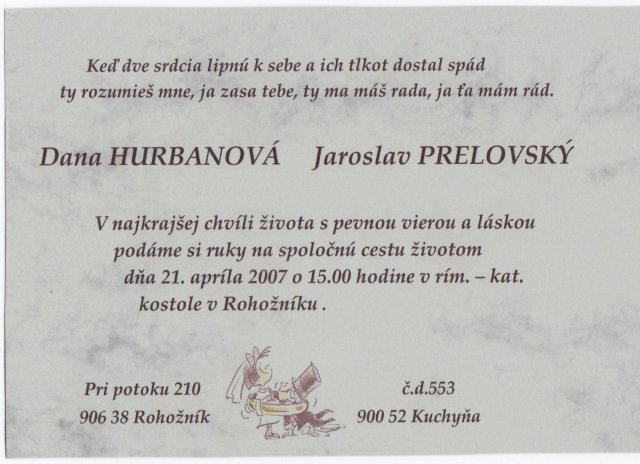 Keď dve srdcia lipnú k sebe a ich tlkot dostal spád
ty rozumieš mne, ja zasa tebe, ty ma máš rada, ja ťa mám rád.
Dana HURBANOVÁ Jaroslav PRELOVSKÝ
V najkrajšej chvíli života s pevnou vierou a láskou
podáme si ruky na spoločnú cestu životom
dňa 21. apríla 2007 o 15.00 hodine v rím. – kat.
kostole v Rohožníku .
Pri potoku 210
906 38 Rohožník
č.d.553
900 52 Kuchyňa